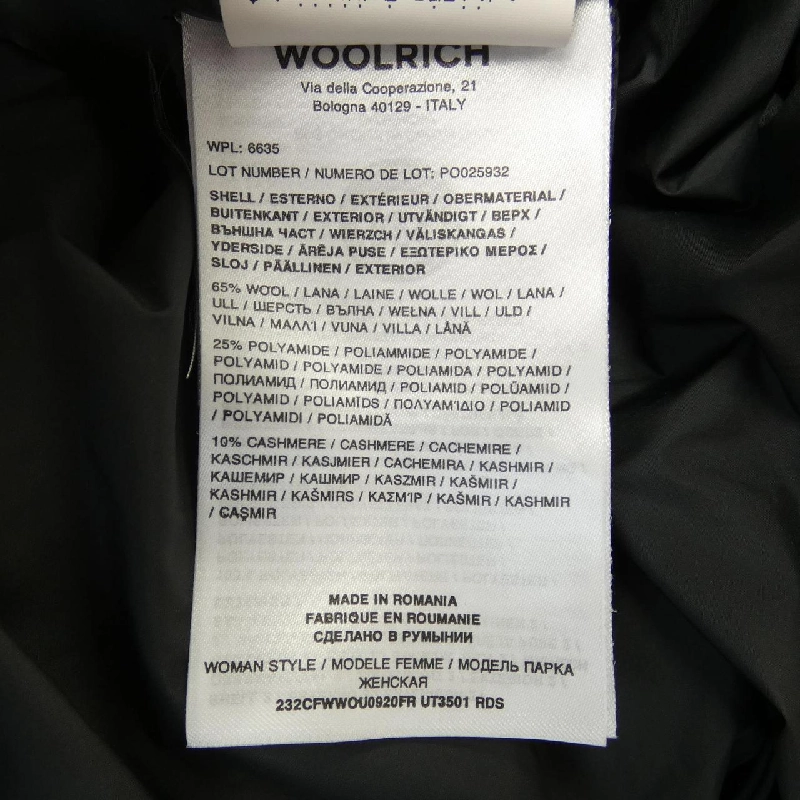 WOOLRICH
Via della Cooperazione, 21
Bologna 40129 - ITALY
WPL: 6635
LOT NUMBER / NUMERO DE LOT: PO025932
SHELL / ESTERNO / EXTÉRIEUR / OBERMATERIAL /
BUITENKANT / EXTERIOR / UTVÄNDIGT / ВЕРХ /
ВЪНШНА ЧАСТ / WIERZCH / VÄLISKANGAS /
YDERSIDE / ĀRĒJA PUSE / ΕΞΩΤΕΡΙΚΟ ΜΕΡΟΣ /
SLOJ / PÄÄLLINEN / EXTERIOR
65% WOOL / LANA / LAINE / WOLLE / WOL / LANA /
ULL / ШЕРСТЬ / ВЪЛНА / WEŁNA / VILL / ULD /
VILNA / ΜΑΛΛΊ / VUNA / VILLA / LÂNĂ
25% POLYAMIDE / POLIAMMIDE / POLYAMIDE /
POLYAMID / POLYAMIDE / POLIAMIDA / POLYAMID /
ПОЛИАМИД / ПОЛИАМИД / POLIAMID / POLÜAMIID /
POLYAMID / POLIAMĪDS / ΠΟΛΥΑΜΊΔΙΟ / POLIAMID
/ POLYAMIDI / POLIAMIDĂ
10% CASHMERE / CASHMERE / CACHEMIRE /
KASCHMIR / KASJMIER / CACHEMIRA / KASHMIR /
КАШЕМИР / КАШМИР / KASZMIR / KAŠMIIR /
KASHMIR / KAŠMIRS / ΚΑΣΜΊΡ / KAŠMIR / KASHMIR
/ CAŞMIR
MADE IN ROMANIA
FABRIQUE EN ROUMANIE
СДЕЛАНО В РУМЫНИИ
WOMAN STYLE / MODELE FEMME / МОДЕЛЬ ПАРКА
ЖЕНСКАЯ
232CFWWOU0920FR UT3501 RDS